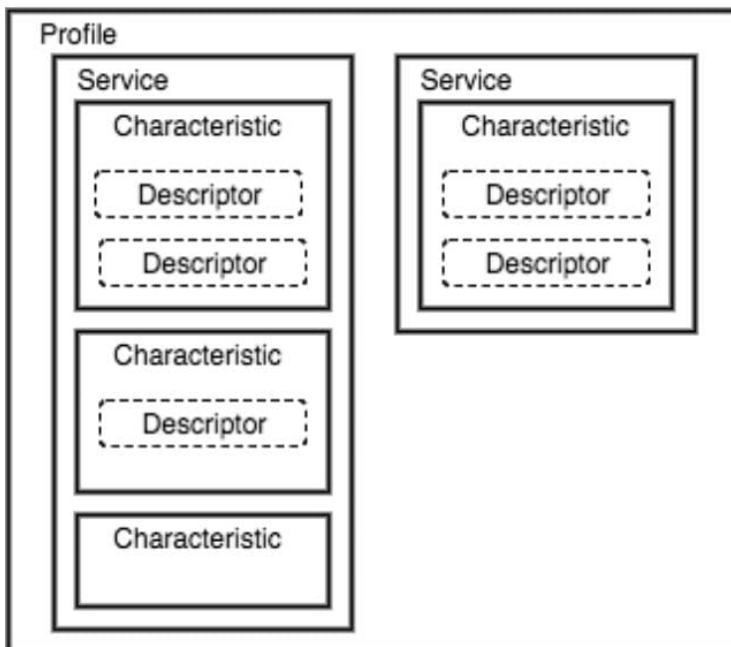 Profile
Service
Characteristic
Descriptor
Descriptor
Characteristic
Descriptor
Characteristic
Service
Characteristic
Descriptor
Descriptor